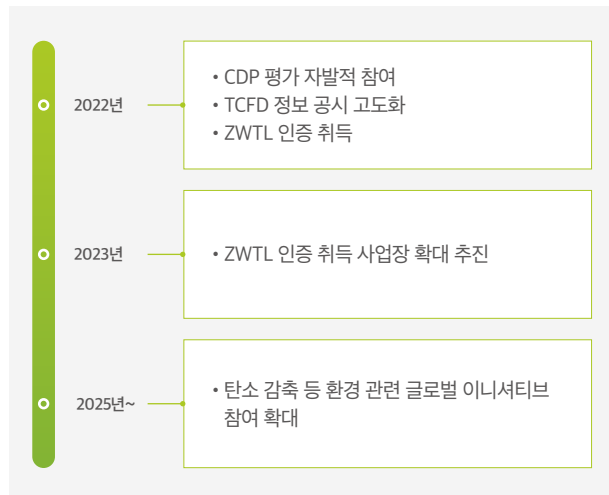 2022년
• CDP 평가 자발적 참여
• TCFD 정보 공시 고도화
• ZWTL 인증 취득
2023년
• ZWTL 인증 취득 사업장 확대 추진
2025년~
• 탄소 감축 등 환경 관련 글로벌 이니셔티브
참여 확대